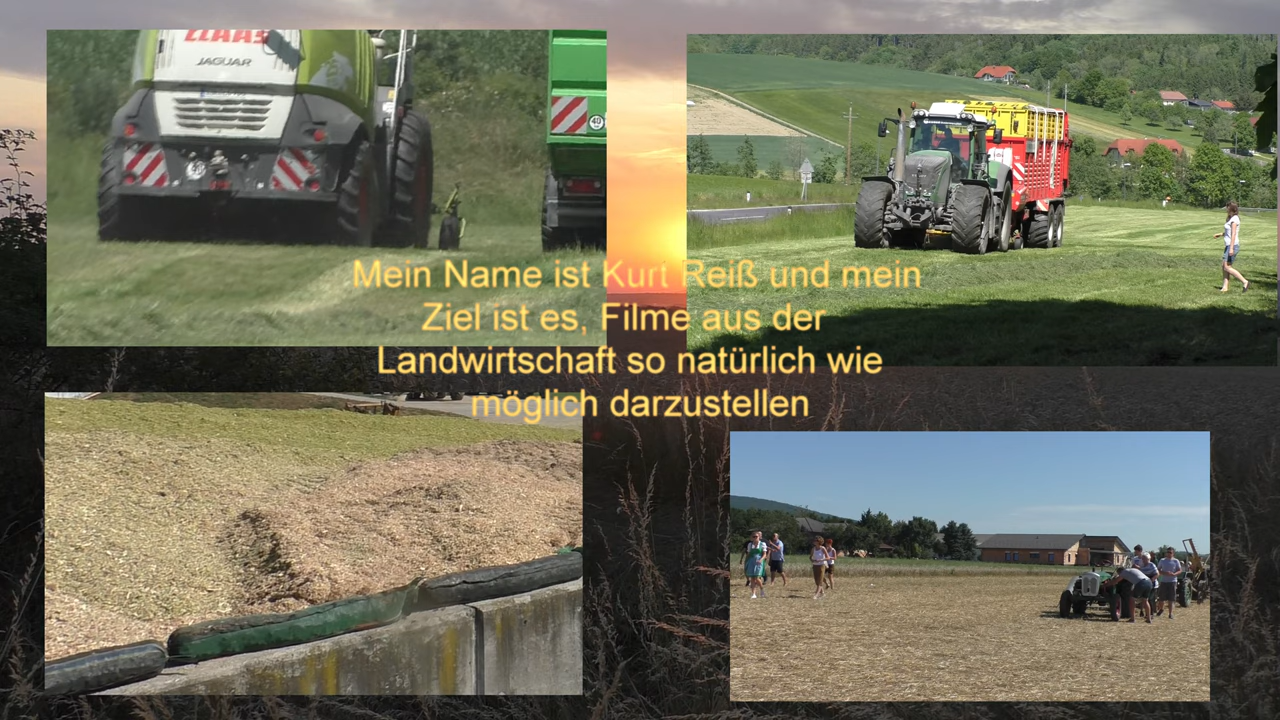 CLAAS
JAGUAR
40
Mein Name ist Kurt Reiß und mein
Ziel ist es, Filme aus der
Landwirtschaft so natürlich wie
möglich darzustellen